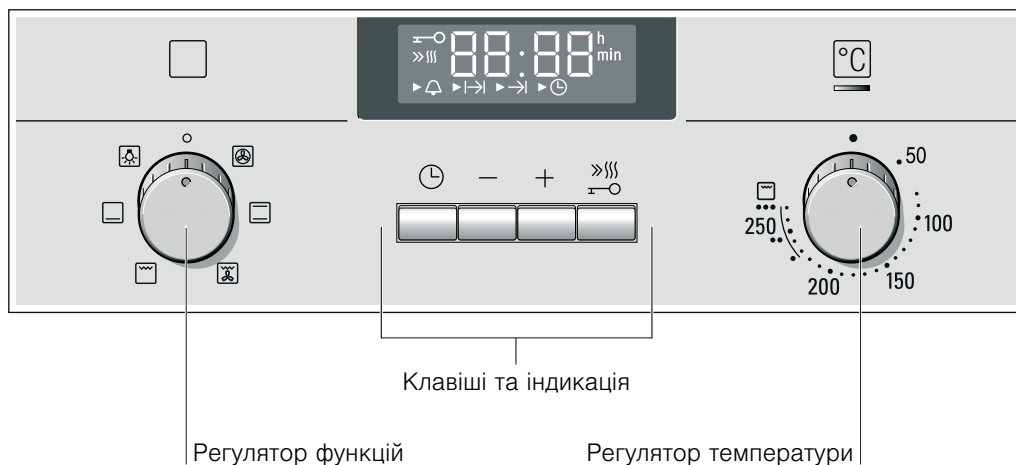 88:88 h
min
°C
50
100
150
200
250
− +
Клавіші та індикація
Регулятор функцій Регулятор температури